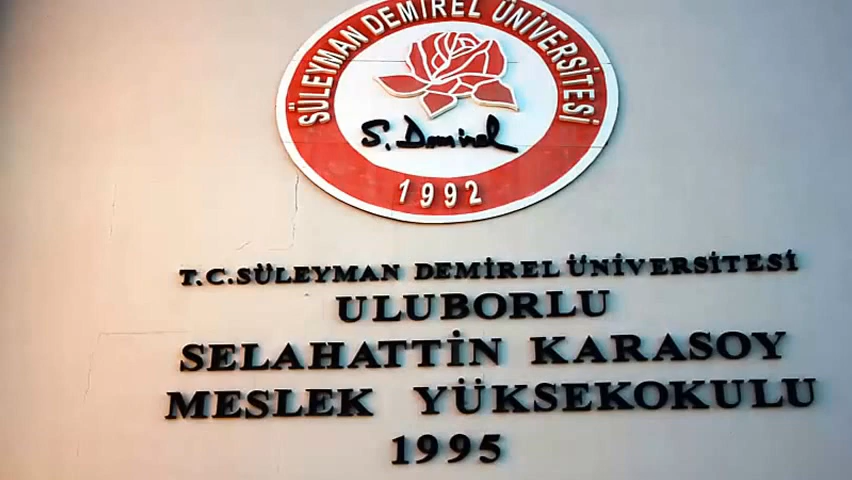 SÜLEYMAN DEMİREL ÜNİVERSİTESİ
S. Demirel
1992
T.C.SÜLEYMAN DEMİREL ÜNİVERSİTESİ
ULUBORLU
SELAHATTİN KARASOY
MESLEK YÜKSEKOKULU
1995